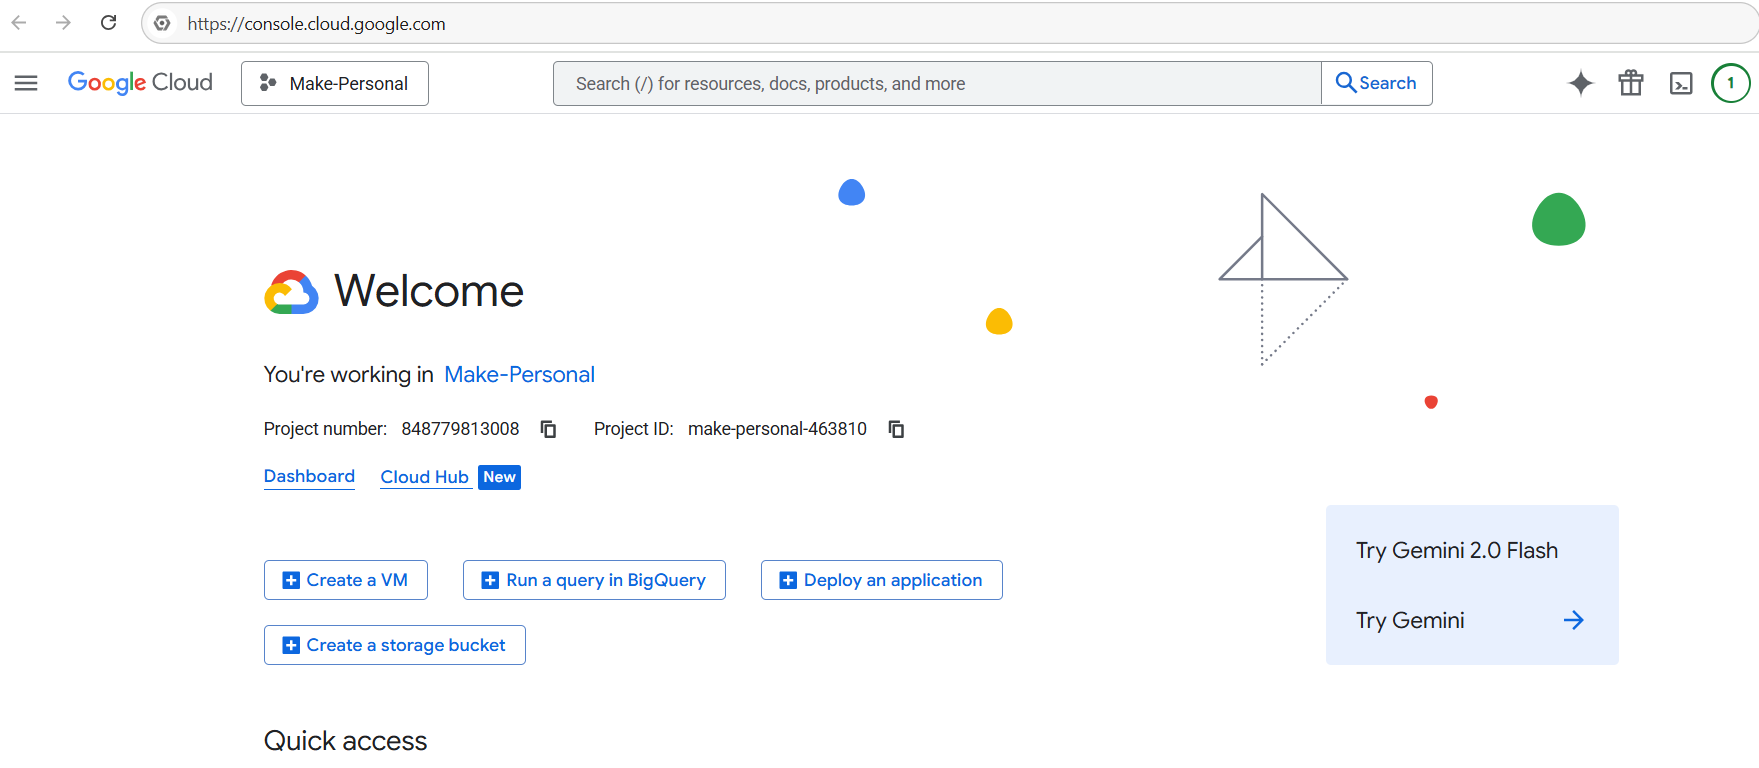 https://console.cloud.google.com
Google Cloud Make-Personal Search (/) for resources, docs, products, and more Search 1
Welcome
You're working in Make-Personal
Project number: 848779813008 Project ID: make-personal-463810
Dashboard Cloud Hub New
Create a VM Run a query in BigQuery Deploy an application
Create a storage bucket
Try Gemini 2.0 Flash
Try Gemini
Quick access